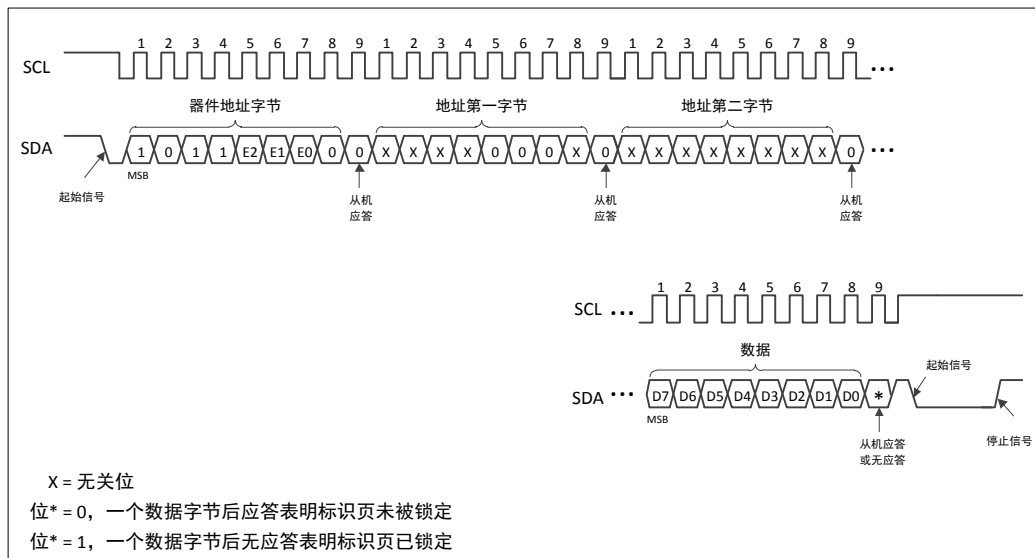 1 2 3 4 5 6 7 8 9 1 2 3 4 5 6 7 8 9 1 2 3 4 5 6 7 8 9
SCL
器件地址字节 地址第一字节 地址第二字节
SDA 1 0 1 1 E2 E1 E0 0 0 X X X X 0 0 0 X 0 X X X X X X X X 0
MSB
起始信号
从机 从机 从机
应答 应答 应答
1 2 3 4 5 6 7 8 9
SCL
数据
起始信号
SDA D7 D6 D5 D4 D3 D2 D1 D0 *
MSB
从机应答 停止信号
或无应答
X = 无关位
位* = 0，一个数据字节后应答表明标识页未被锁定
位* = 1，一个数据字节后无应答表明标识页已锁定